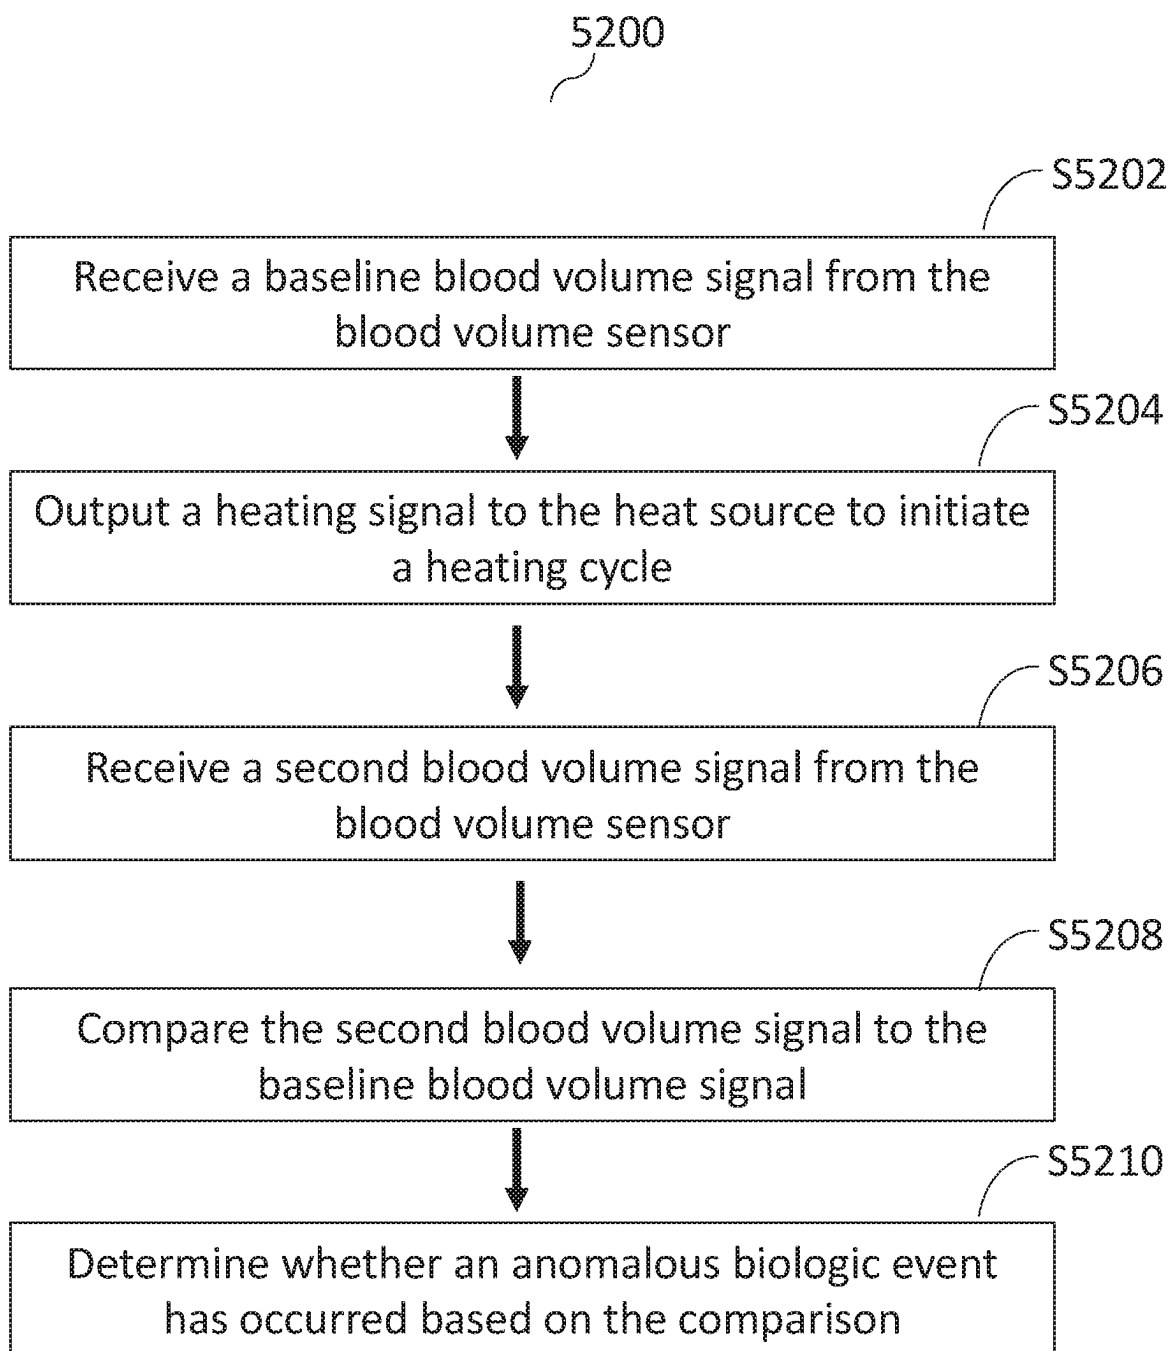 5200
S5202
Receive a baseline blood volume signal from the
blood volume sensor
S5204
Output a heating signal to the heat source to initiate
a heating cycle
S5206
Receive a second blood volume signal from the
blood volume sensor
S5208
Compare the second blood volume signal to the
baseline blood volume signal
S5210
Determine whether an anomalous biologic event
has occurred based on the comparison